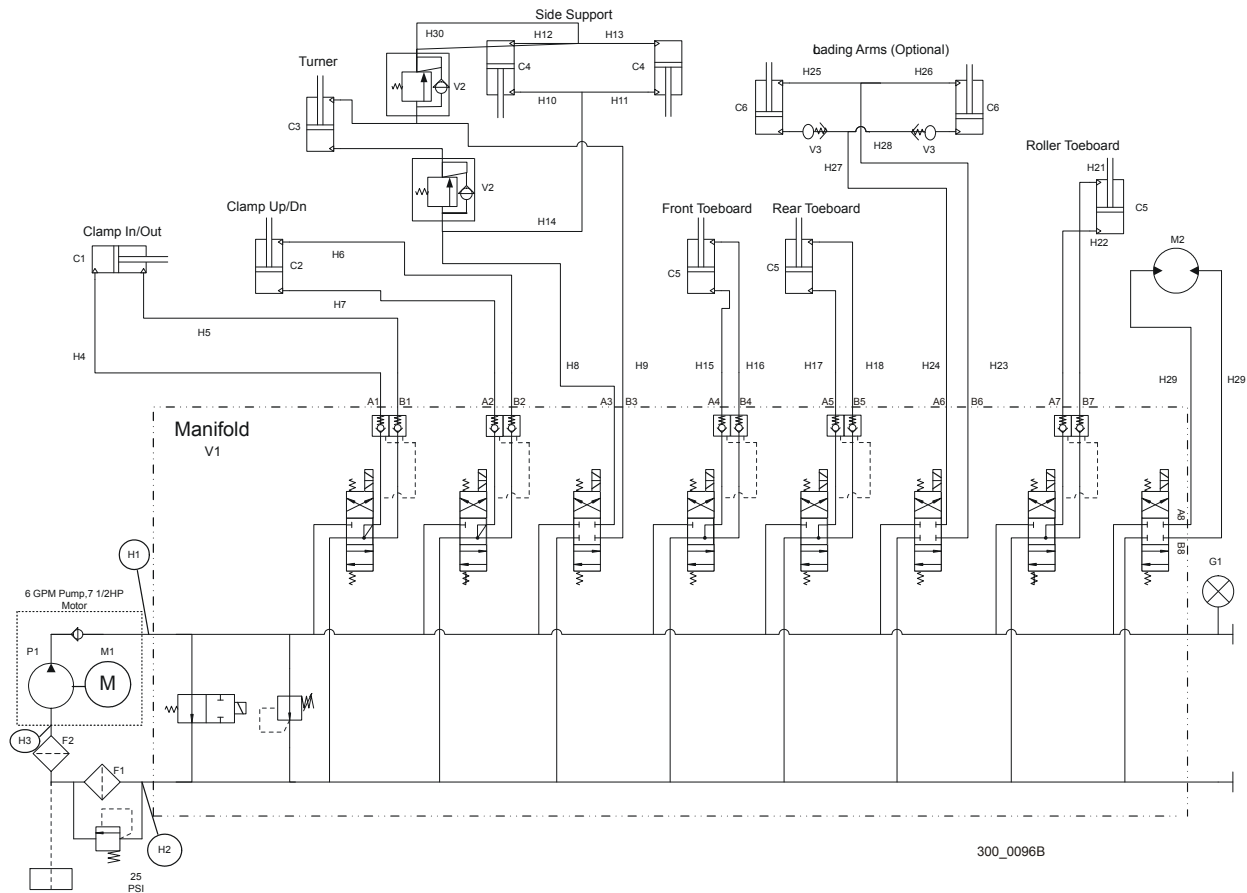 Side Support
H30
H12
H13
Loading Arms (Optional)
Turner
C4
C4
H25
H26
V2
H10
H11
C6
C6
C3
V3
V3
H28
H27
Roller Toeboard
H21
V2
C5
H22
Clamp Up/Dn
Front Toeboard
Rear Toeboard
H14
Clamp In/Out
M2
C1
H6
C2
C5
C5
H7
H5
H4
H8
H9
H15
H16
H17
H18
H24
H23
H29
H29
A1
B1
A2
B2
A3
B3
A4
B4
A5
B5
A6
B6
A7
B7
Manifold
V1
A8
B8
H1
G1
6 GPM Pump,7 1/2HP
Motor
P1
M1
M
H3
F2
F1
H2
25
PSI
300_0096B